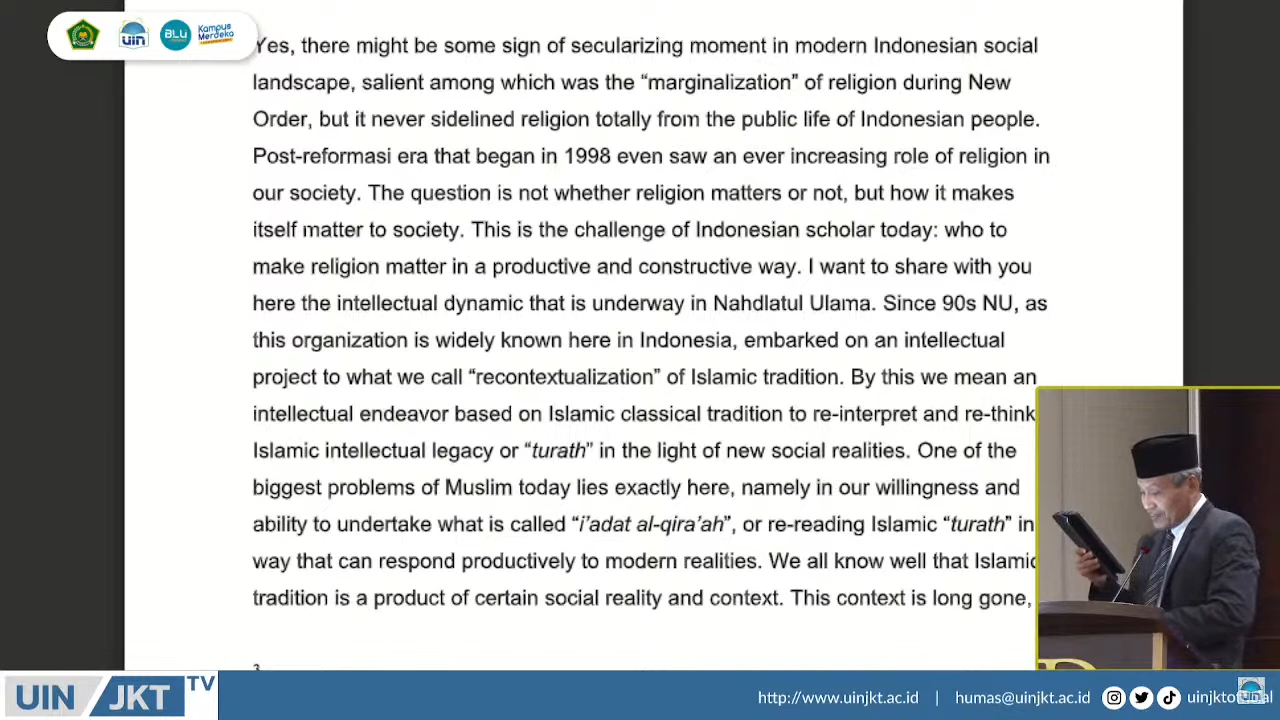 uin
BLU
Kampus
Merdeka
Yes, there might be some sign of secularizing moment in modern Indonesian social
landscape, salient among which was the “marginalization” of religion during New
Order, but it never sidelined religion totally from the public life of Indonesian people.
Post-reformasi era that began in 1998 even saw an ever increasing role of religion in
our society. The question is not whether religion matters or not, but how it makes
itself matter to society. This is the challenge of Indonesian scholar today: who to
make religion matter in a productive and constructive way. I want to share with you
here the intellectual dynamic that is underway in Nahdlatul Ulama. Since 90s NU, as
this organization is widely known here in Indonesia, embarked on an intellectual
project to what we call “recontextualization” of Islamic tradition. By this we mean an
intellectual endeavor based on Islamic classical tradition to re-interpret and re-think
Islamic intellectual legacy or “turath” in the light of new social realities. One of the
biggest problems of Muslim today lies exactly here, namely in our willingness and
ability to undertake what is called “i’adat al-qira’ah”, or re-reading Islamic “turath” in
way that can respond productively to modern realities. We all know well that Islamic
tradition is a product of certain social reality and context. This context is long gone,
3
UIN JKT TV
http://www.uinjkt.ac.id | humas@uinjkt.ac.id